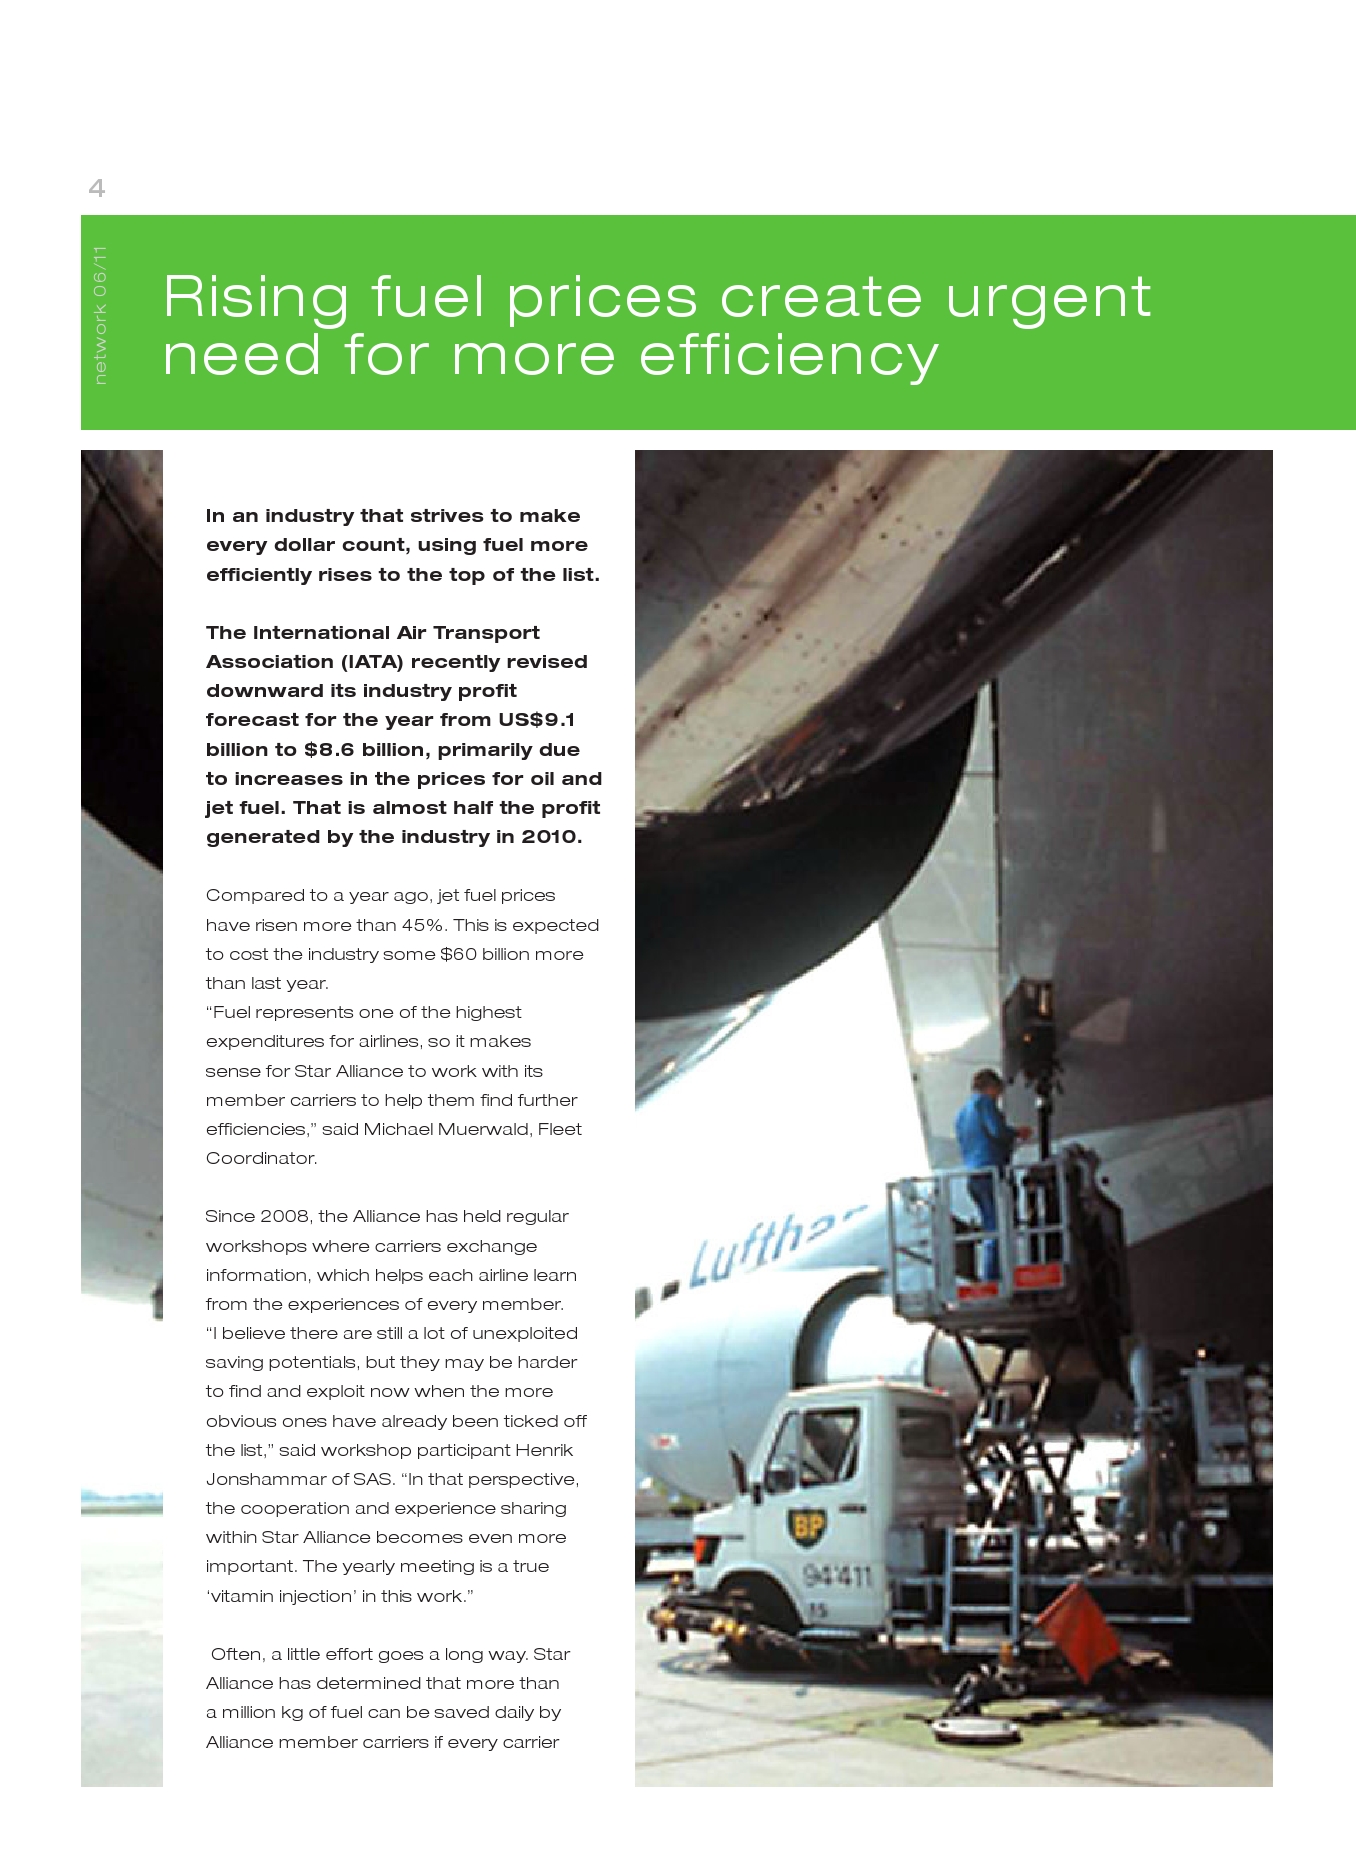 4
network 06/11
Rising fuel prices create urgent
need for more efficiency
In an industry that strives to make
every dollar count, using fuel more
efficiently rises to the top of the list.
The International Air Transport
Association (IATA) recently revised
downward its industry profit
forecast for the year from US$9.1
billion to $8.6 billion, primarily due
to increases in the prices for oil and
jet fuel. That is almost half the profit
generated by the industry in 2010.
Compared to a year ago, jet fuel prices
have risen more than 45%. This is expected
to cost the industry some $60 billion more
than last year.
“Fuel represents one of the highest
expenditures for airlines, so it makes
sense for Star Alliance to work with its
member carriers to help them find further
efficiencies,” said Michael Muerwald, Fleet
Coordinator.
Since 2008, the Alliance has held regular
workshops where carriers exchange
information, which helps each airline learn
from the experiences of every member.
“I believe there are still a lot of unexploited
saving potentials, but they may be harder
to find and exploit now when the more
obvious ones have already been ticked off
the list,” said workshop participant Henrik
Jonshammar of SAS. “In that perspective,
the cooperation and experience sharing
within Star Alliance becomes even more
important. The yearly meeting is a true
‘vitamin injection’ in this work.”
Often, a little effort goes a long way. Star
Alliance has determined that more than
a million kg of fuel can be saved daily by
Alliance member carriers if every carrier
Luftha
BP
94411
15